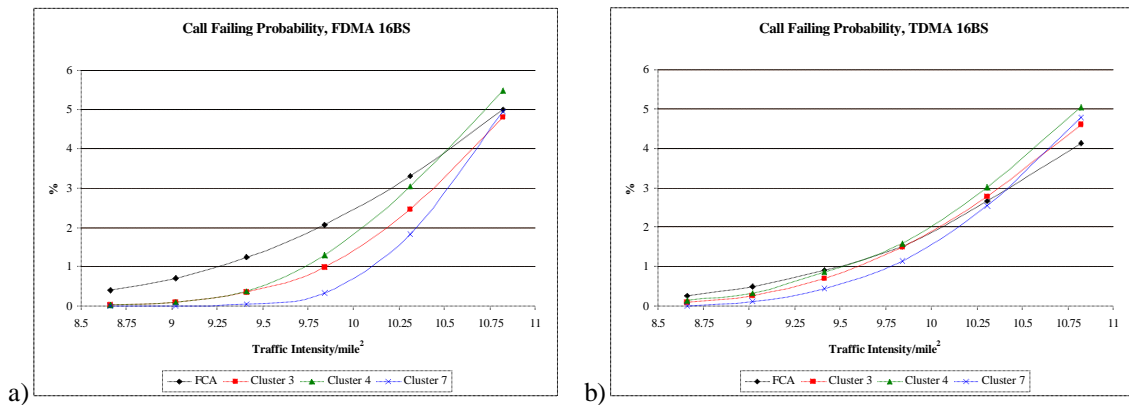 Call Failing Probability, FDMA 16BS
6
5
4
3
2
1
0
%
8.5 8.75 9 9.25 9.5 9.75 10 10.25 10.5 10.75 11
Traffic Intensity/mile²
FCA Cluster 3 Cluster 4 Cluster 7
a)
Call Failing Probability, TDMA 16BS
6
5
4
3
2
1
0
%
8.5 8.75 9 9.25 9.5 9.75 10 10.25 10.5 10.75 11
Traffic Intensity/mile²
FCA Cluster 3 Cluster 4 Cluster 7
b)